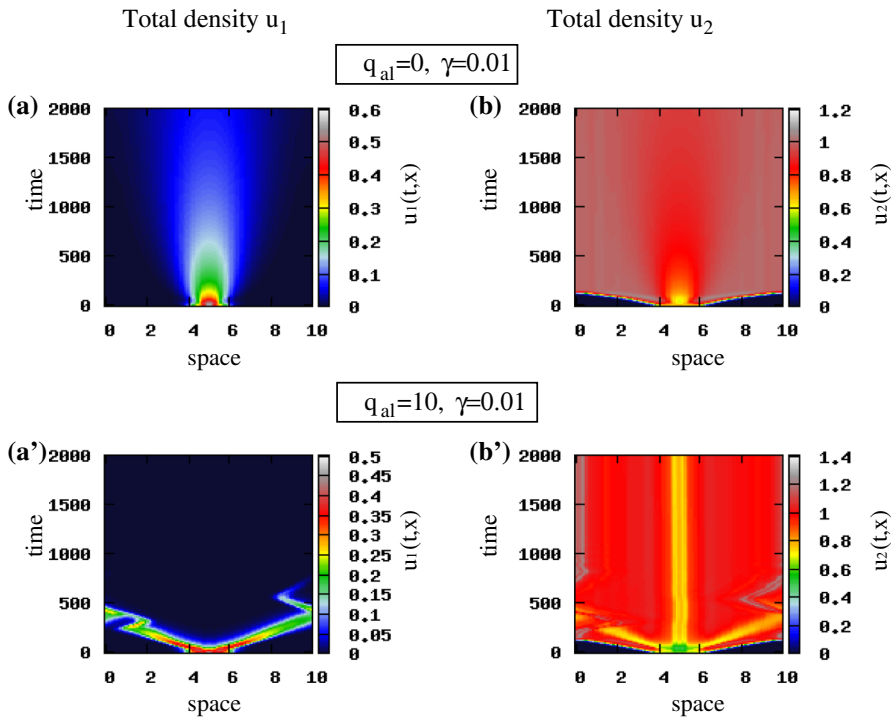 Total density u1 Total density u2
q al=0, γ=0.01
(a) (b)
2000 1500 1000 500 0
time
0 2 4 6 8 10
space
0.6 0.5 0.4 0.3 0.2 0.1 0
u1(t,x)
2000 1500 1000 500 0
time
0 2 4 6 8 10
space
1.2 1 0.8 0.6 0.4 0.2 0
u2(t,x)
q al=10, γ=0.01
(a') (b')
2000 1500 1000 500 0
time
0 2 4 6 8 10
space
0.5 0.45 0.4 0.35 0.3 0.25 0.2 0.15 0.1 0.05 0
u1(t,x)
2000 1500 1000 500 0
time
0 2 4 6 8 10
space
1.4 1.2 1 0.8 0.6 0.4 0.2 0
u2(t,x)